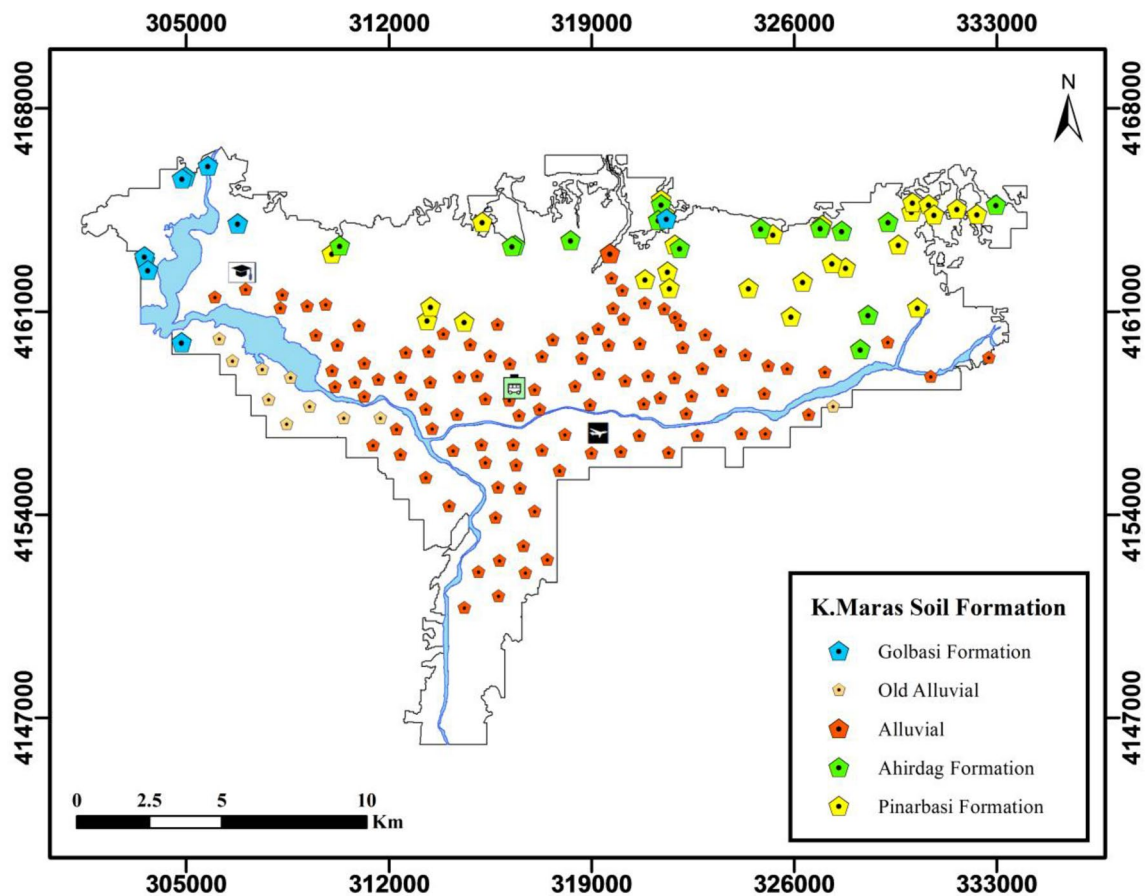 305000 312000 319000 326000 333000
4168000 4168000
N
4161000 4161000
4154000 4154000
K.Maras Soil Formation
Golbasi Formation
Old Alluvial
Alluvial
Ahirdag Formation
Pinarbasi Formation
4147000 4147000
0 2.5 5 10
Km
305000 312000 319000 326000 333000